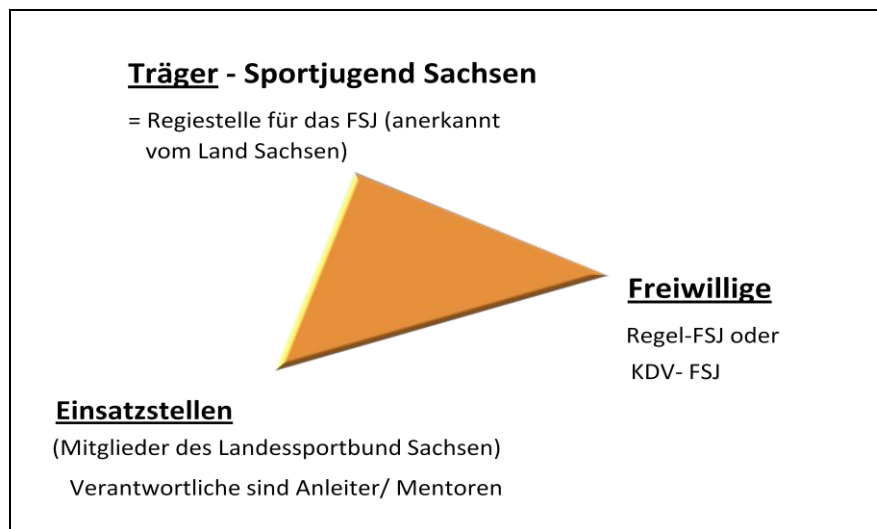 Träger - Sportjugend Sachsen
= Regiestelle für das FSJ (anerkannt
vom Land Sachsen)
Freiwillige
Regel-FSJ oder
KDV- FSJ
Einsatzstellen
(Mitglieder des Landessportbund Sachsen)
Verantwortliche sind Anleiter/ Mentoren